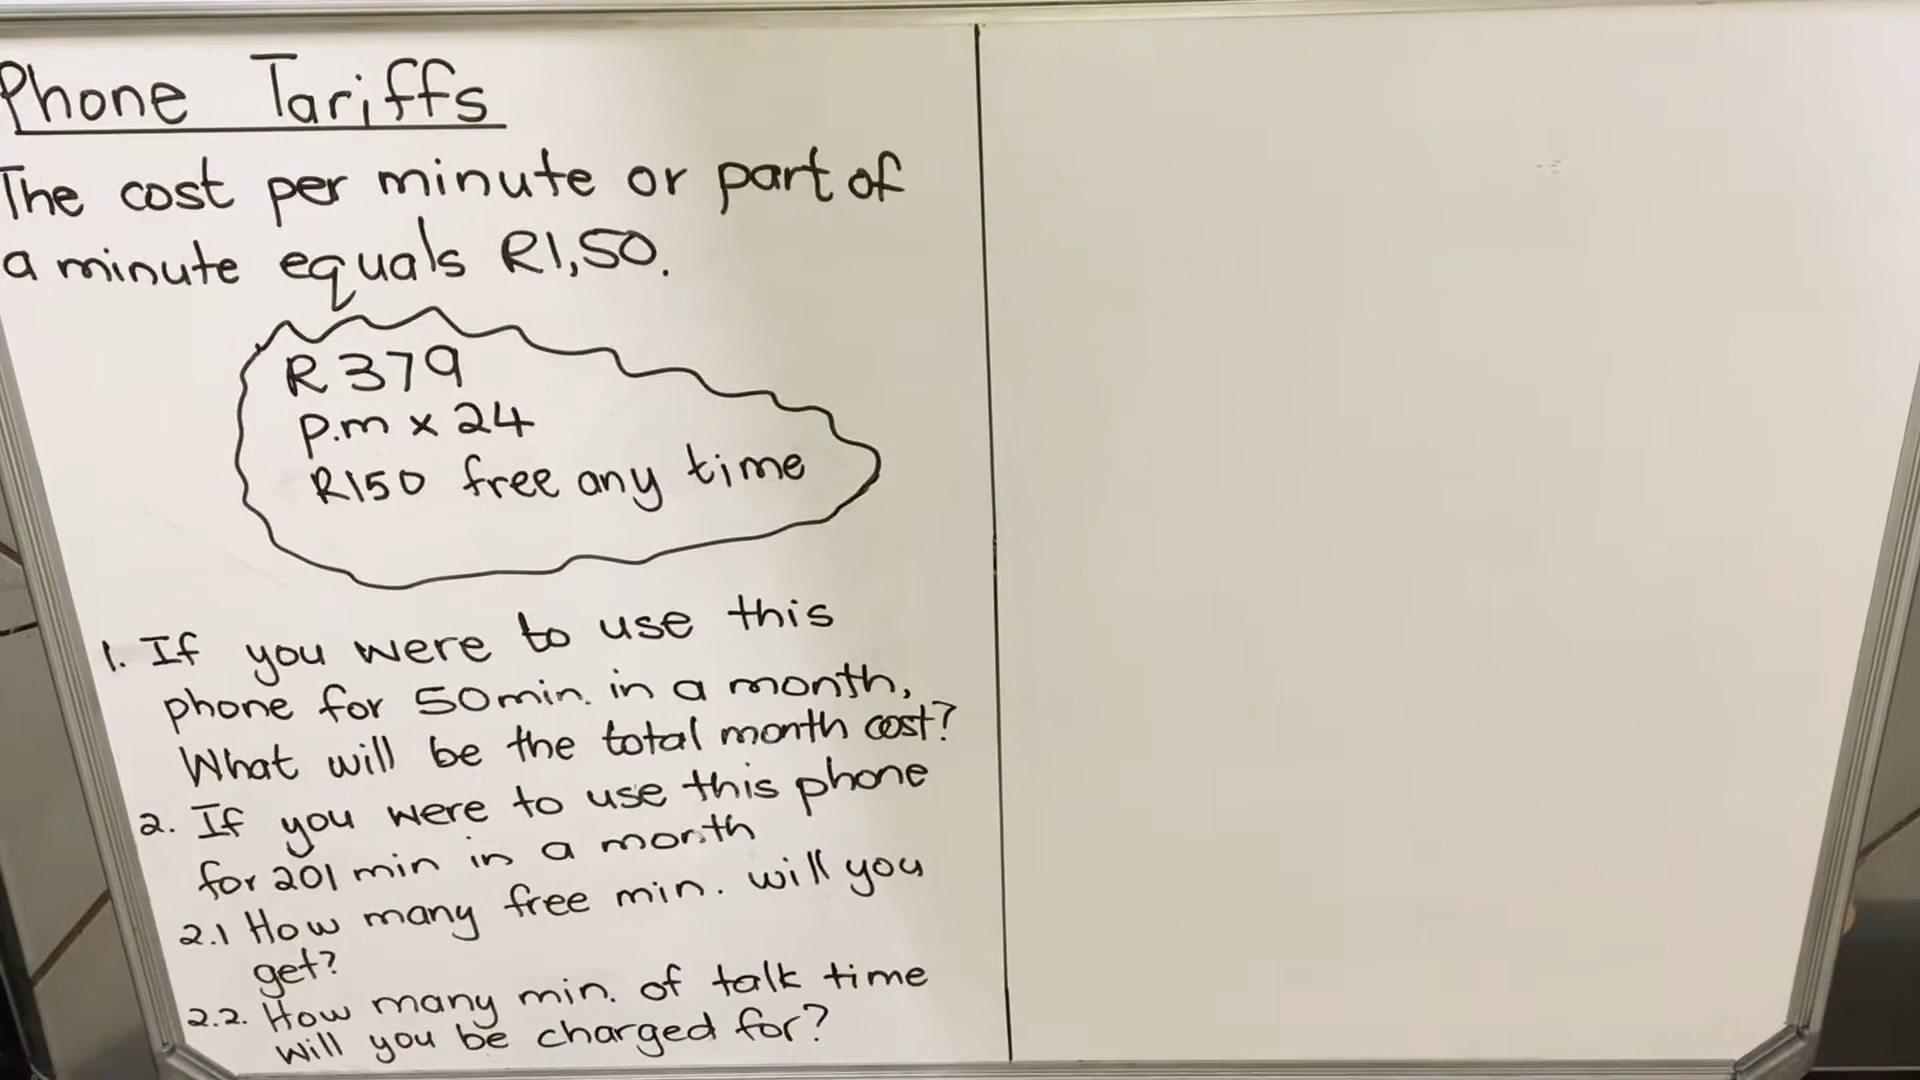 Phone Tariffs
The cost per minute or part of
a minute equals R1,50.
R379
p.m x 24
R150 free any time
1. If you were to use this
phone for 50min. in a month,
What will be the total month cost?
2. If you were to use this phone
for 201 min in a month
2.1 How many free min. will you
get?
2.2. How many min. of talk time
will you be charged for?